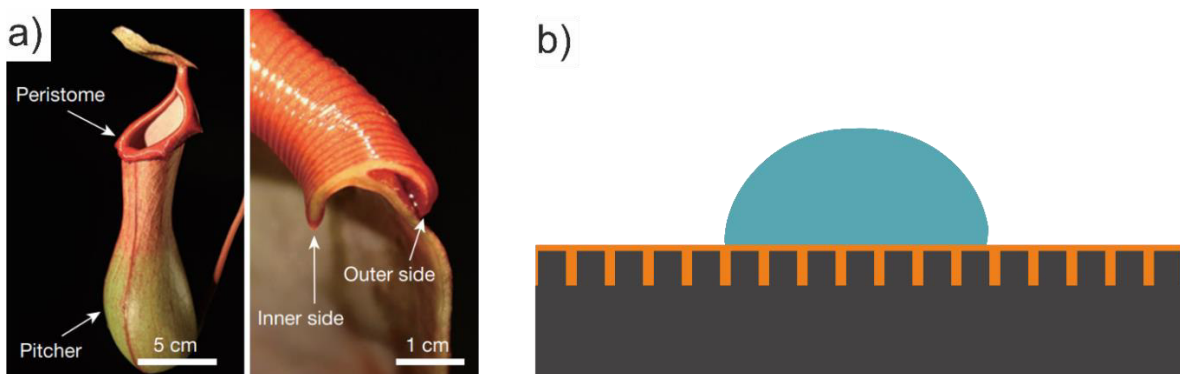 a)
Peristome
Pitcher
5 cm
Inner side
Outer side
1 cm
b)